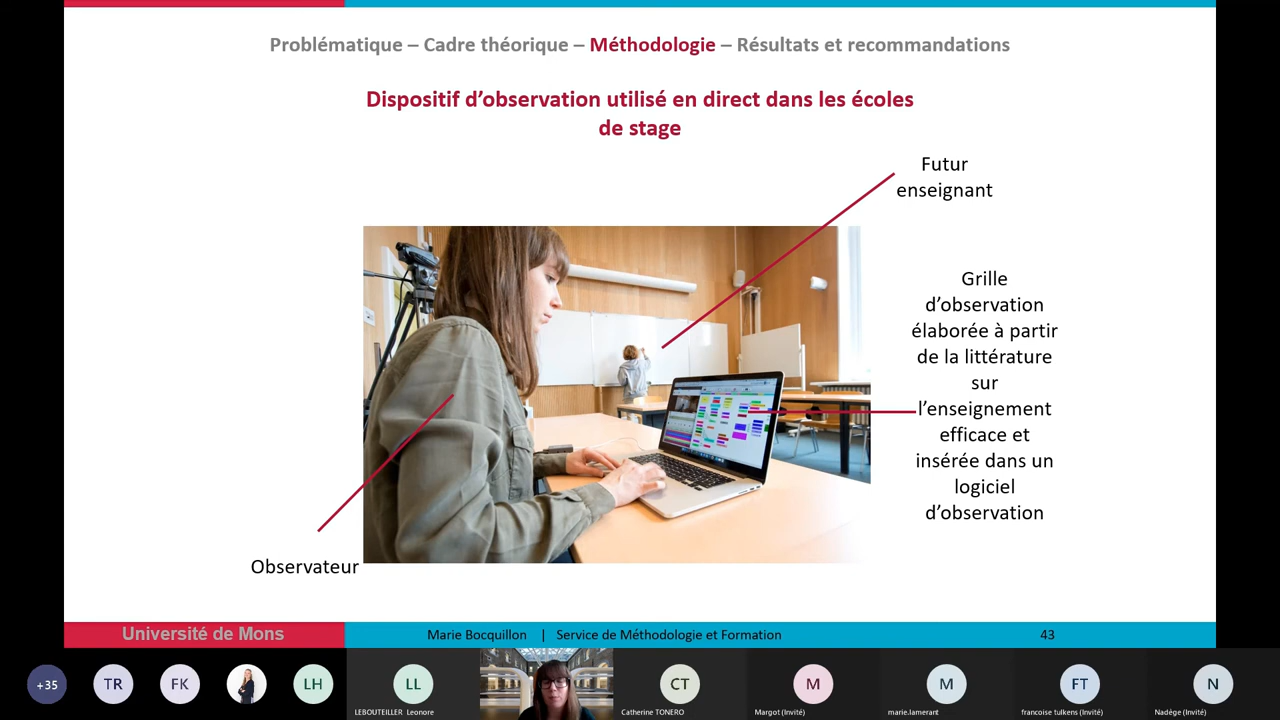 Problématique – Cadre théorique – Méthodologie – Résultats et recommandations
Dispositif d'observation utilisé en direct dans les écoles
de stage
Futur
enseignant
Grille
d'observation
élaborée à partir
de la littérature
sur
l'enseignement
efficace et
insérée dans un
logiciel
d'observation
Observateur
Université de Mons
Marie Bocquillon | Service de Méthodologie et Formation
43
+35
TR
FK
LH
LL
CT
M
M
FT
N
LEBOUTEILLER Leonore
Catherine TONERO
Margot (Invité)
marie.lamerant
francoise tulkens (Invité)
Nadège (Invité)